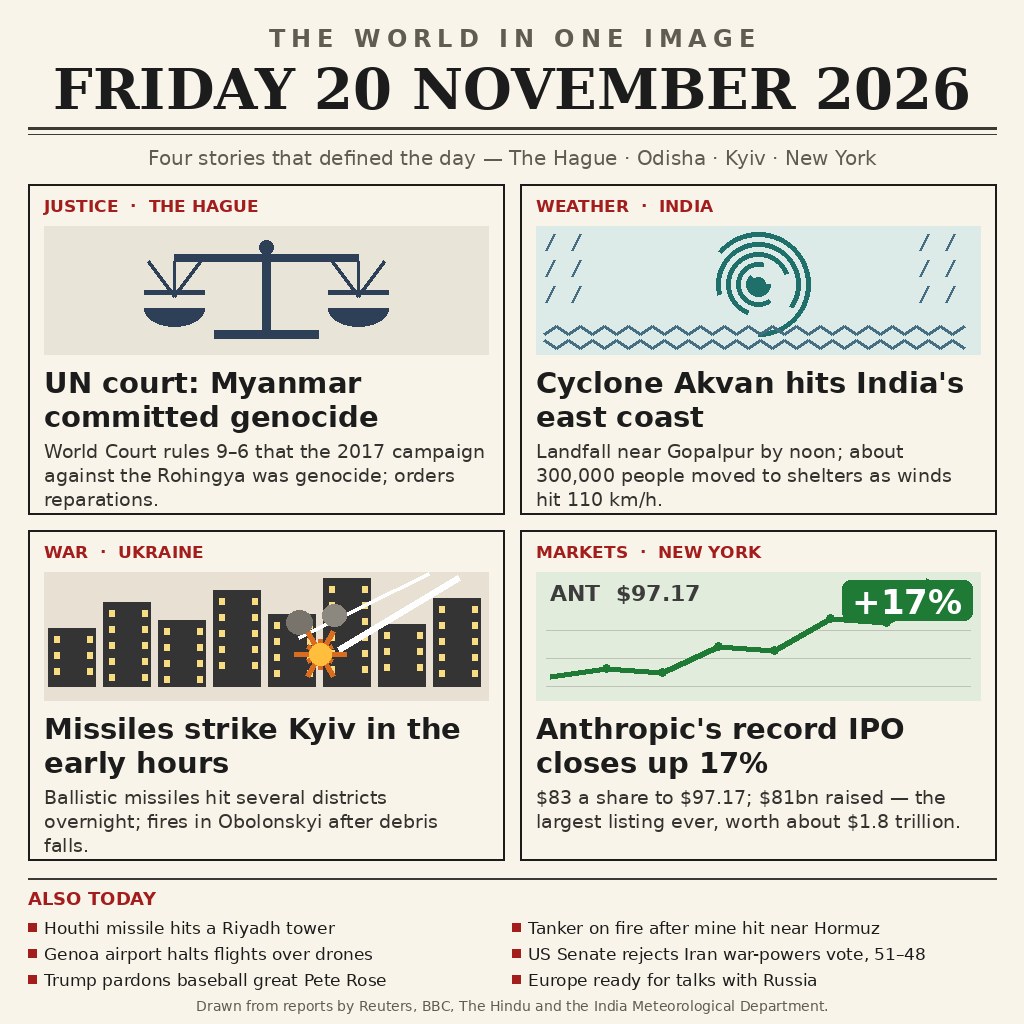 THE WORLD IN ONE IMAGE
FRIDAY 20 NOVEMBER 2026
Four stories that defined the day — The Hague · Odisha · Kyiv · New York
JUSTICE · THE HAGUE
UN court: Myanmar
committed genocide
World Court rules 9–6 that the 2017 campaign
against the Rohingya was genocide; orders
reparations.
WEATHER · INDIA
Cyclone Akvan hits India's
east coast
Landfall near Gopalpur by noon; about
300,000 people moved to shelters as winds
hit 110 km/h.
WAR · UKRAINE
Missiles strike Kyiv in the
early hours
Ballistic missiles hit several districts
overnight; fires in Obolonskyi after debris
falls.
MARKETS · NEW YORK
ANT $97.17
+17%
Anthropic's record IPO
closes up 17%
$83 a share to $97.17; $81bn raised — the
largest listing ever, worth about $1.8 trillion.
ALSO TODAY
Houthi missile hits a Riyadh tower
Genoa airport halts flights over drones
Trump pardons baseball great Pete Rose
Tanker on fire after mine hit near Hormuz
US Senate rejects Iran war-powers vote, 51–48
Europe ready for talks with Russia
Drawn from reports by Reuters, BBC, The Hindu and the India Meteorological Department.